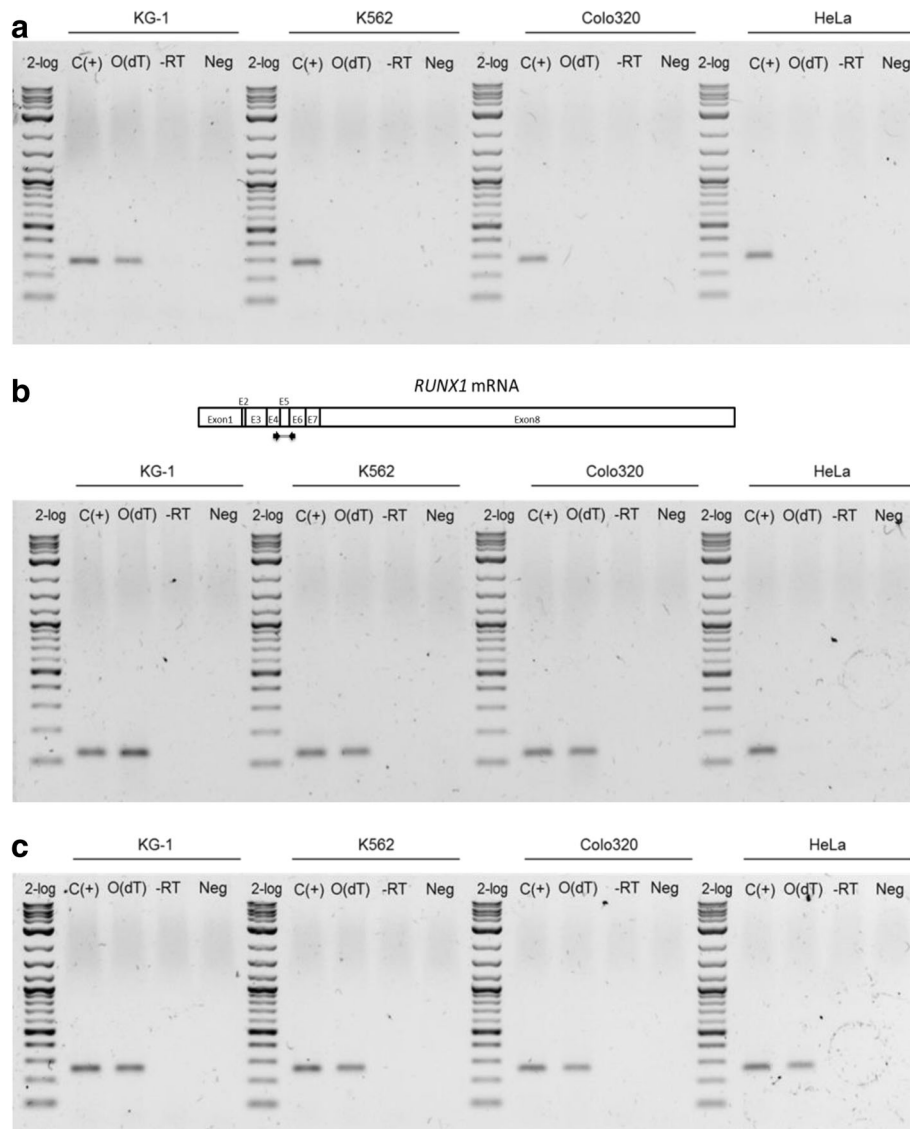 a
KG-1 K562 Colo320 HeLa
2-log C(+) O(dT) -RT Neg 2-log C(+) O(dT) -RT Neg 2-log C(+) O(dT) -RT Neg 2-log C(+) O(dT) -RT Neg
b
RUNX1 mRNA
E2 E5
Exon1 E3 E4 E6 E7 Exon8
KG-1 K562 Colo320 HeLa
2-log C(+) O(dT) -RT Neg 2-log C(+) O(dT) -RT Neg 2-log C(+) O(dT) -RT Neg 2-log C(+) O(dT) -RT Neg
c
KG-1 K562 Colo320 HeLa
2-log C(+) O(dT) -RT Neg 2-log C(+) O(dT) -RT Neg 2-log C(+) O(dT) -RT Neg 2-log C(+) O(dT) -RT Neg